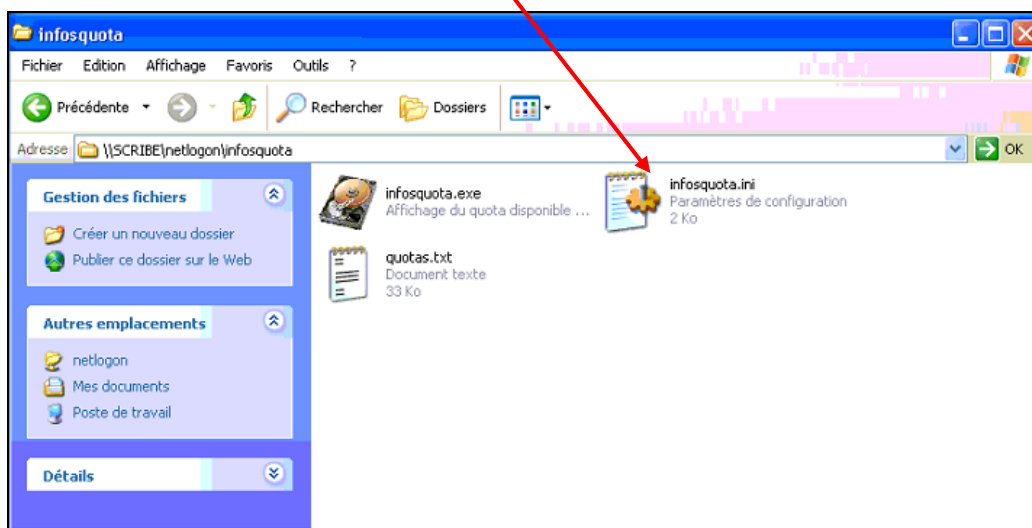 infosquota
Fichier Edition Affichage Favoris Outils ?
Précédente Rechercher Dossiers
Adresse \\SCRIBE\netlogon\infosquota OK
Gestion des fichiers
Créer un nouveau dossier
Publier ce dossier sur le Web
Autres emplacements
netlogon
Mes documents
Poste de travail
Détails
infosquota.exe
Affichage du quota disponible ...
infosquota.ini
Paramètres de configuration
2 Ko
quotas.txt
Document texte
33 Ko